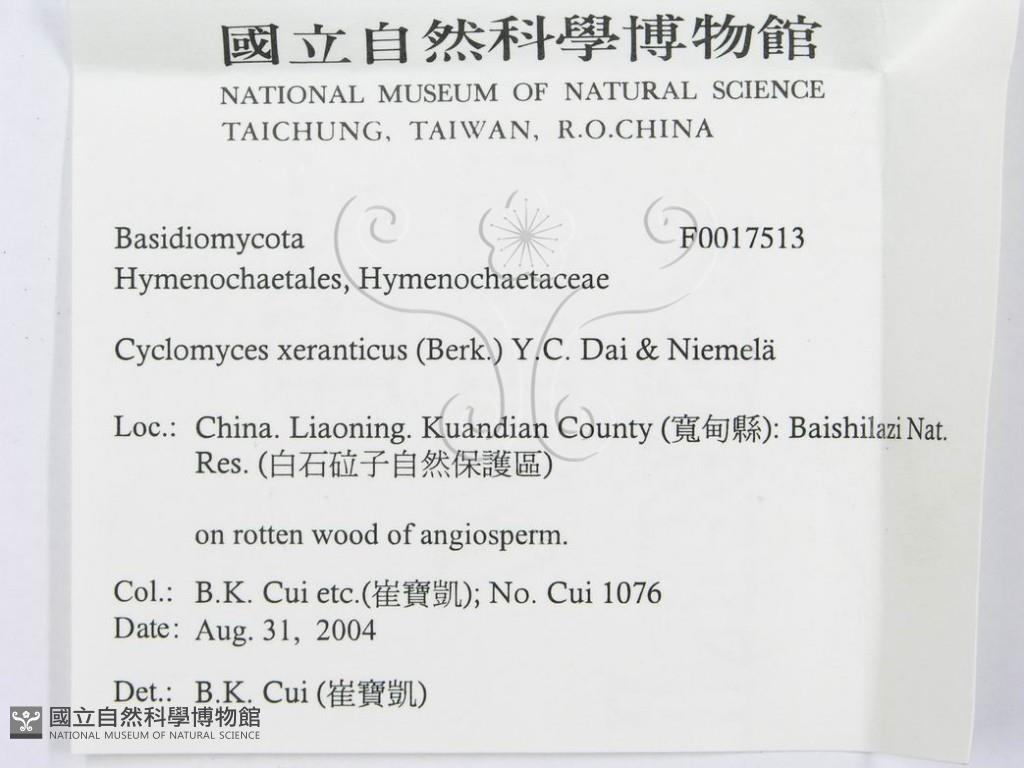 國立自然科學博物館
NATIONAL MUSEUM OF NATURAL SCIENCE
TAICHUNG, TAIWAN, R.O.CHINA
Basidiomycota F0017513
Hymenochaetales, Hymenochaetaceae
Cyclomyces xeranticus (Berk.) Y.C. Dai & Niemelä
Loc.: China. Liaoning. Kuandian County (寬甸縣): Baishilazi Nat.
Res. (白石砬子自然保護區)
on rotten wood of angiosperm.
Col.: B.K. Cui etc.(崔寶凱); No. Cui 1076
Date: Aug. 31, 2004
Det.: B.K. Cui (崔寶凱)
國立自然科學博物館
NATIONAL MUSEUM OF NATURAL SCIENCE